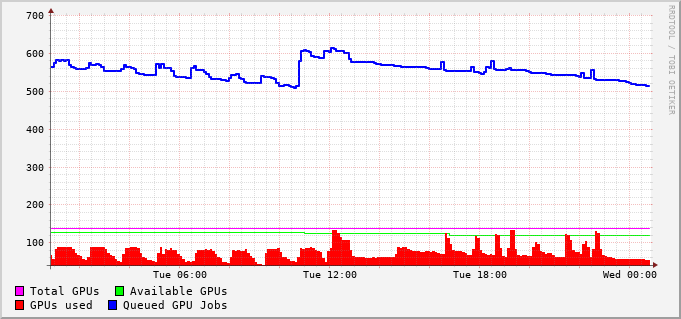 700
600
500
400
300
200
100
Tue 06:00 Tue 12:00 Tue 18:00 Wed 00:00
Total GPUs Available GPUs
GPUs used Queued GPU Jobs
RRDTOOL / TOBI OETIKER